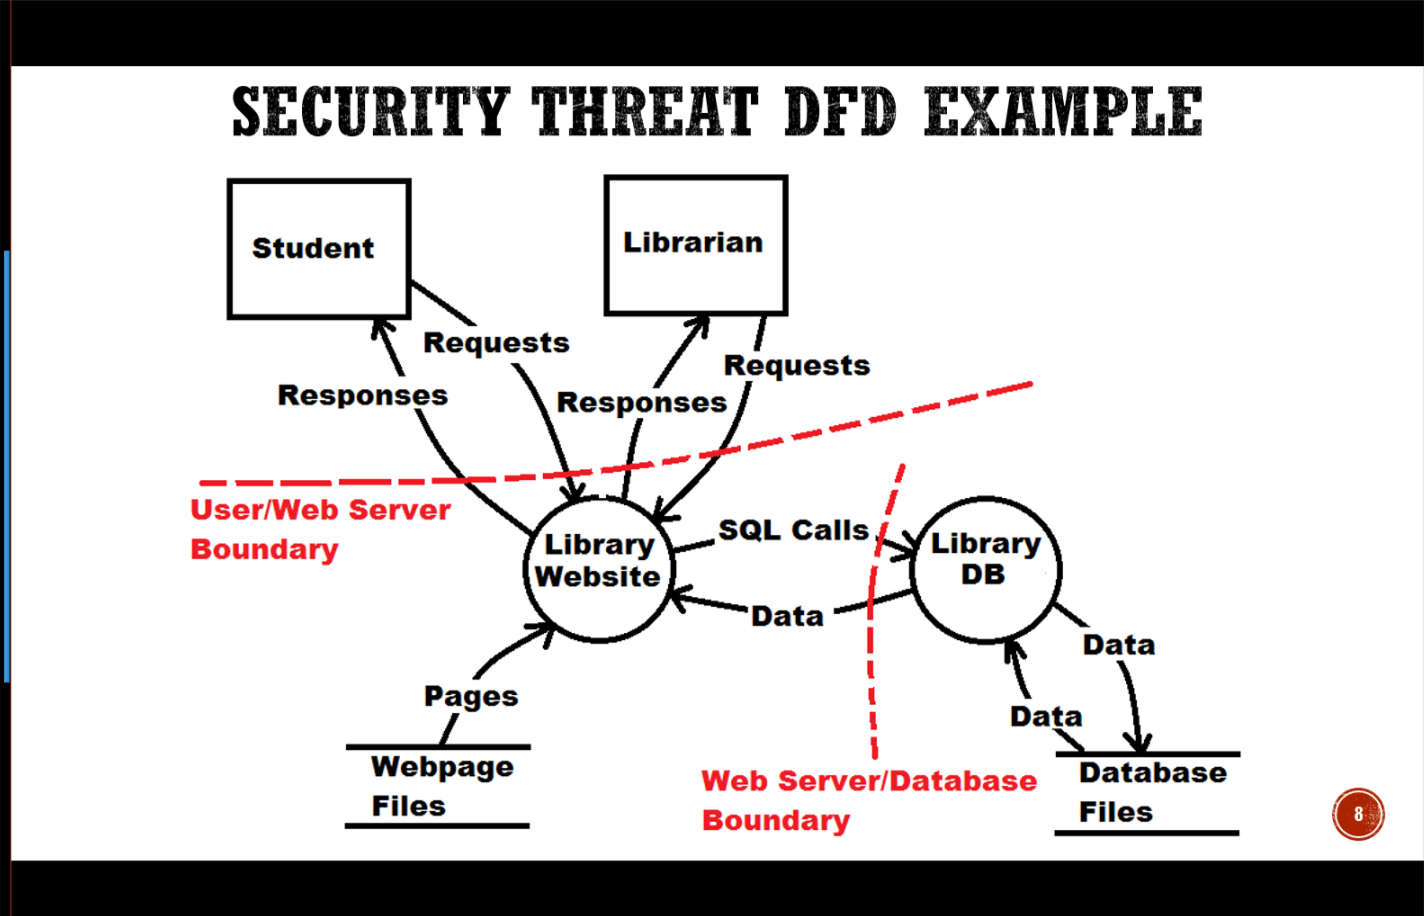 SECURITY THREAT DFD EXAMPLE
Student
Librarian
Requests
Requests
Responses
Responses
User/Web Server
Boundary
SQL Calls
Library
Website
Library
DB
Data
Data
Pages
Data
Webpage
Files
Web Server/Database
Boundary
Database
Files
8